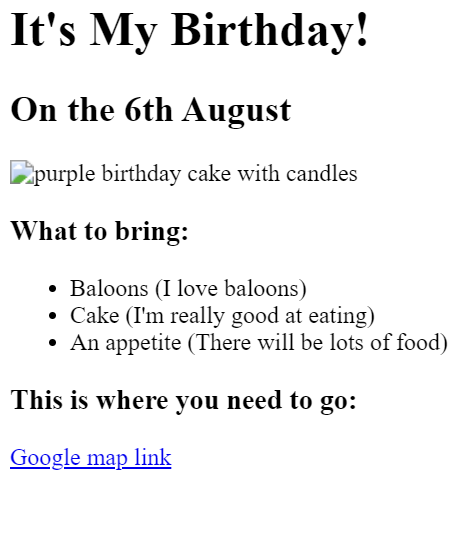 It's My Birthday!
On the 6th August
purple birthday cake with candles
What to bring:
Baloons (I love baloons)
Cake (I'm really good at eating)
An appetite (There will be lots of food)
This is where you need to go:
Google map link